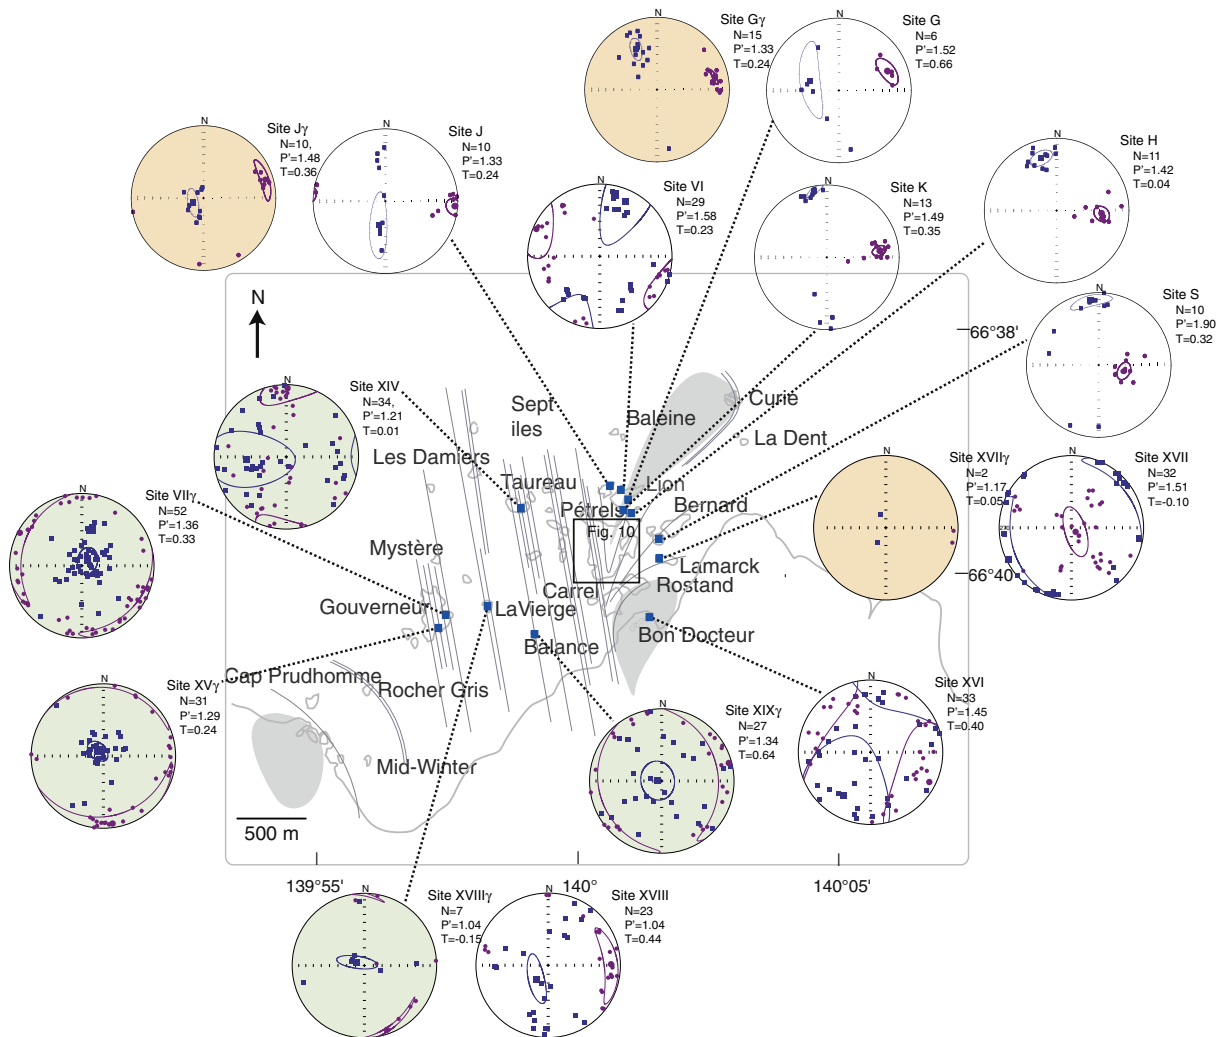 N
Site Gγ
N=15
P'=1.33
T=0.24
N
Site G
N=6
P'=1.52
T=0.66
N
Site Jγ
N=10,
P'=1.48
T=0.36
N
Site J
N=10
P'=1.33
T=0.24
N
Site VI
N=29
P'=1.58
T=0.23
N
Site K
N=13
P'=1.49
T=0.35
N
Site H
N=11
P'=1.42
T=0.04
N
Site S
N=10
P'=1.90
T=0.32
N
66°38'
N
Site XIV
N=34,
P'=1.21
T=0.01
Sept
iles
Baleine
Curie
La Dent
Les Damiers
Taureau
Lion
Pétrels
Bernard
Fig. 10
N
Site XVIIγ
N=2
P'=1.17
T=0.05
N
Site XVII
N=32
P'=1.51
T=-0.10
N
Site VIIγ
N=52
P'=1.36
T=0.33
Mystère
Lamarck
66°40'
Rostand
Carrel
Gouverneur
LaVierge
Balance
Bon Docteur
Cap Prudhomme
Rocher Gris
Mid-Winter
N
Site XVγ
N=31
P'=1.29
T=0.24
N
Site XIXγ
N=27
P'=1.34
T=0.64
N
Site XVI
N=33
P'=1.45
T=0.40
500 m
139°55'
140°
140°05'
N
Site XVIIIγ
N=7
P'=1.04
T=-0.15
N
Site XVIII
N=23
P'=1.04
T=0.44